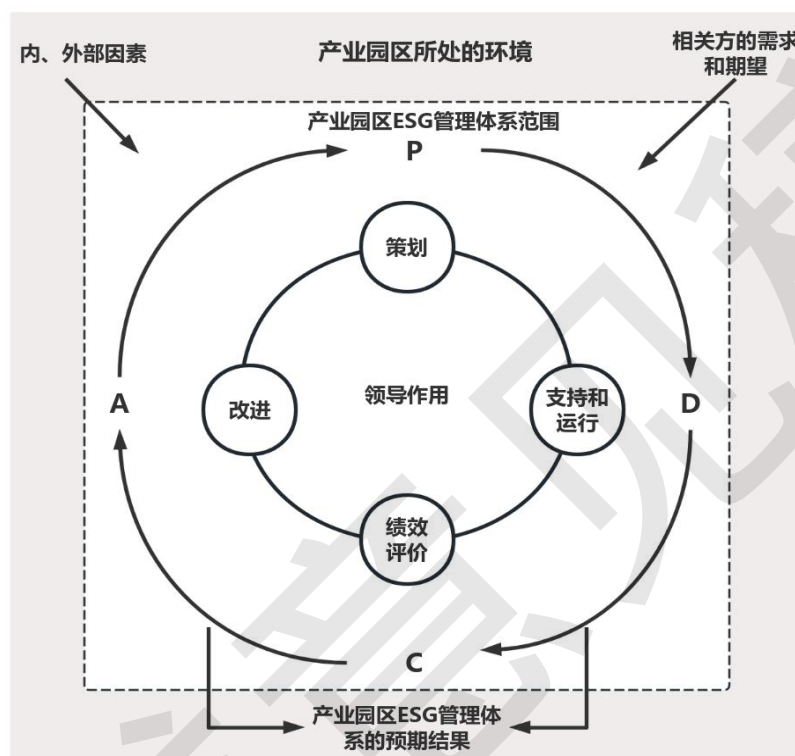 内、外部因素
产业园区所处的环境
相关方的需求
和期望
产业园区ESG管理体系范围
P
策划
改进
领导作用
支持和
运行
A
D
绩效
评价
C
产业园区ESG管理体
系的预期结果
意见